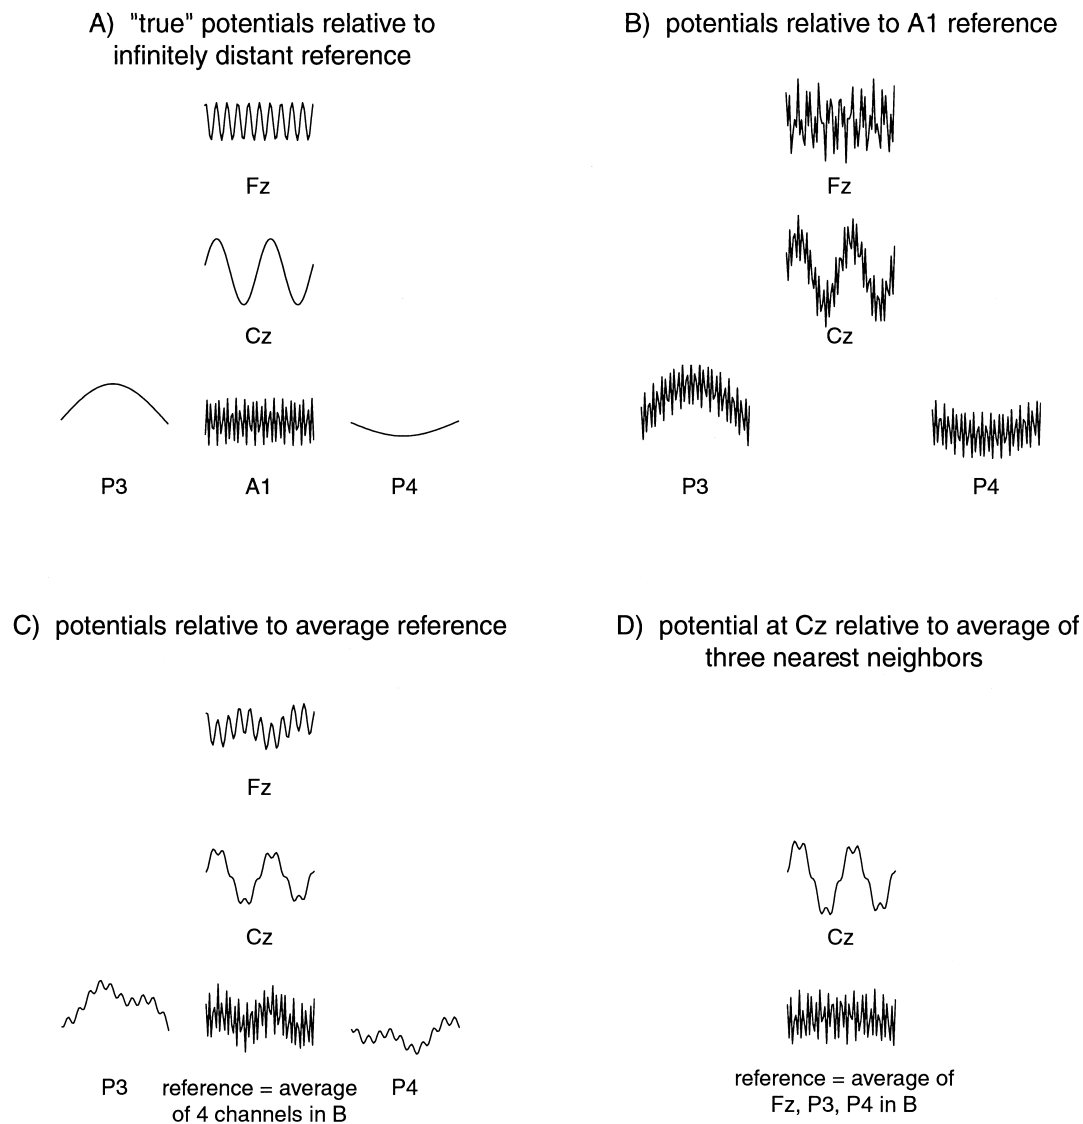 A) "true" potentials relative to
infinitely distant reference
Fz
Cz
P3
A1
P4
B) potentials relative to A1 reference
Fz
Cz
P3
P4
C) potentials relative to average reference
Fz
Cz
P3
reference = average
of 4 channels in B
P4
D) potential at Cz relative to average of
three nearest neighbors
Cz
reference = average of
Fz, P3, P4 in B